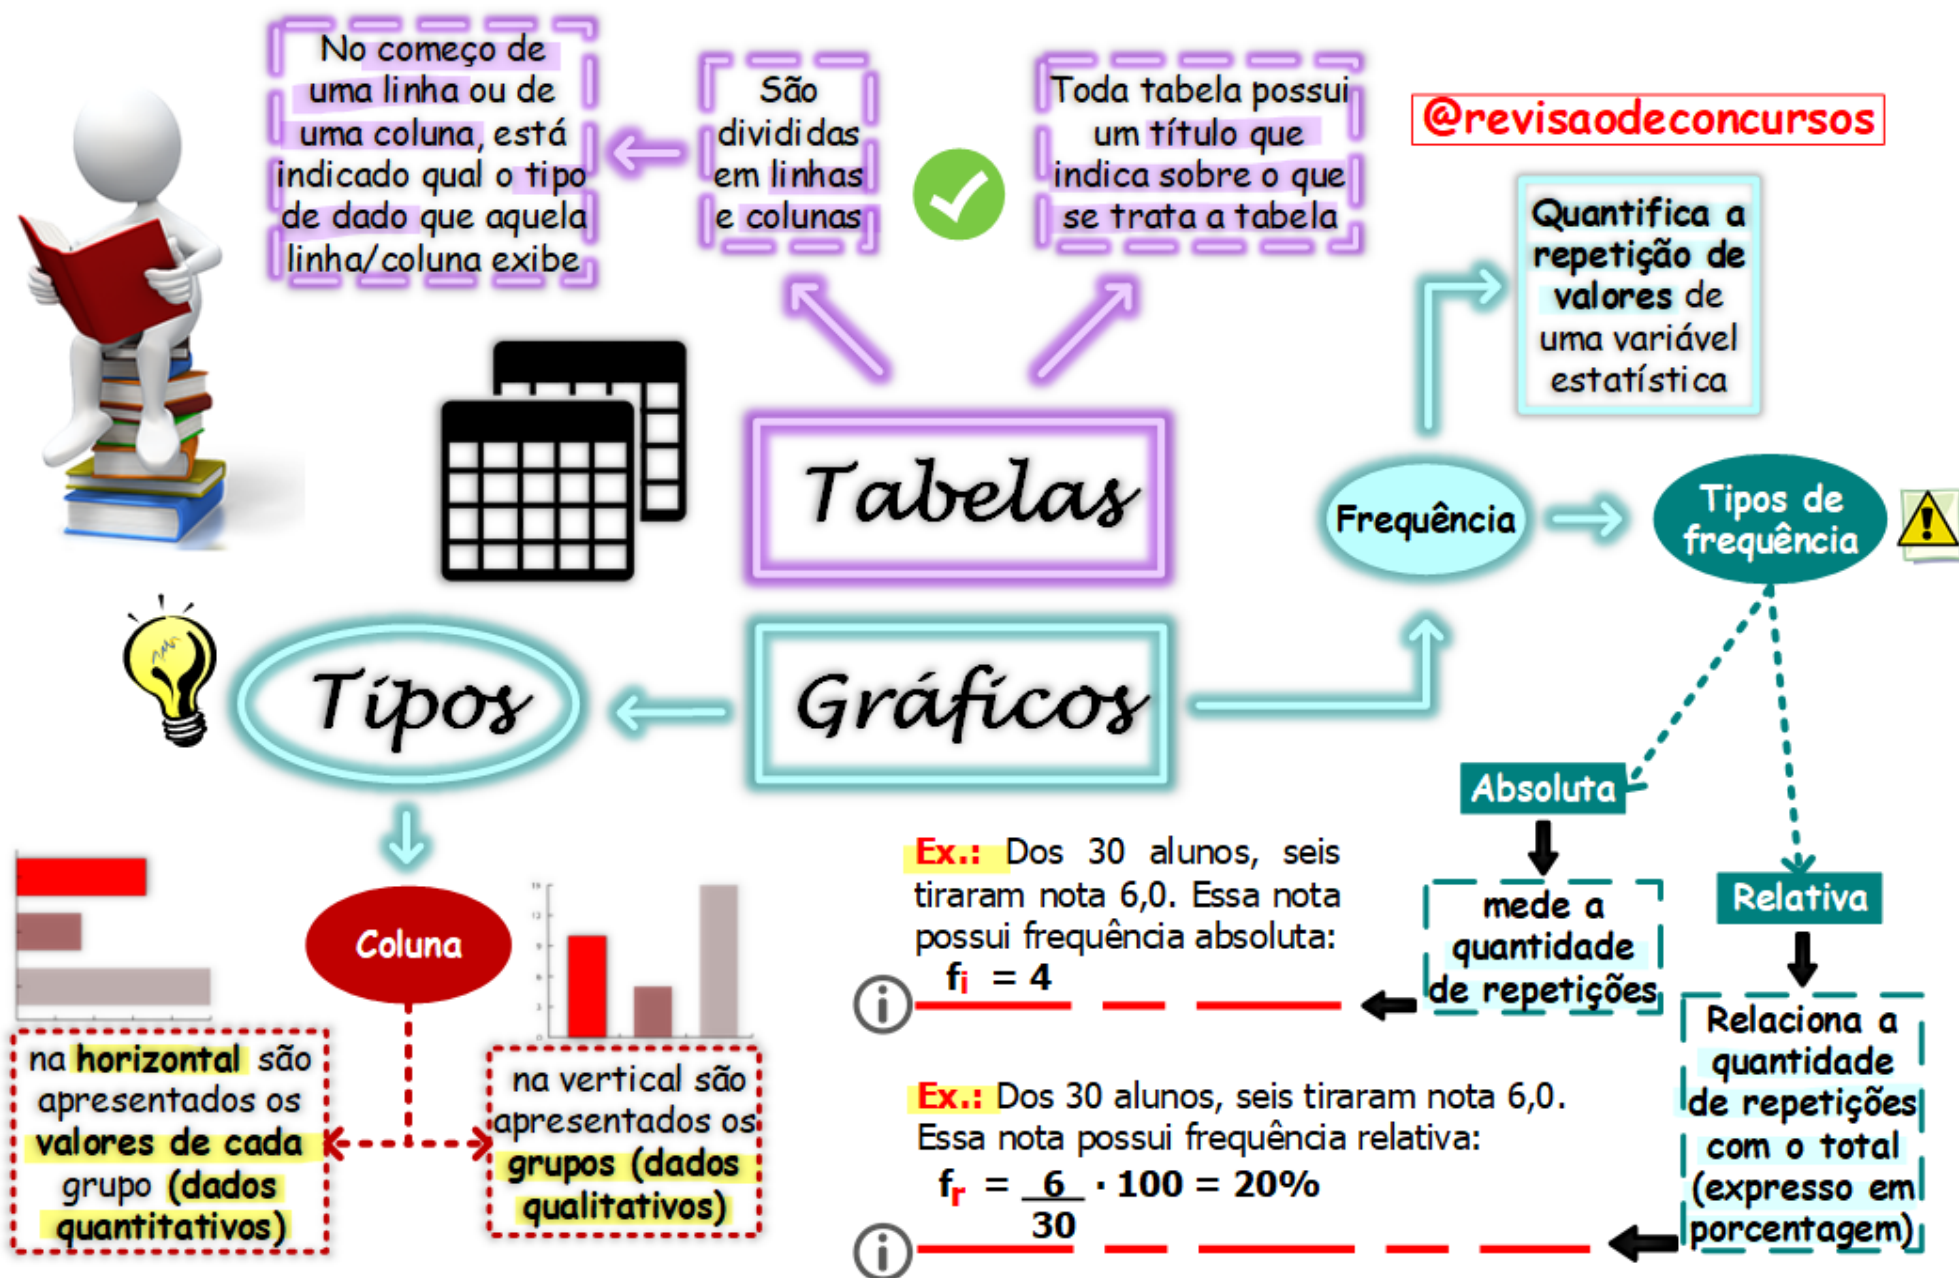 No começo de
uma linha ou de
uma coluna, está
indicado qual o tipo
de dado que aquela
linha/coluna exibe
São
divididas
em linhas
e colunas
Toda tabela possui
um título que
indica sobre o que
se trata a tabela
@revisaodeconcursos
Quantifica a
repetição de
valores de
uma variável
estatística
Tabelas
Frequência
Tipos de
frequência
Tipos
Gráficos
Absoluta
Ex.: Dos 30 alunos, seis
tiraram nota 6,0. Essa nota
possui frequência absoluta:
fi = 4
mede a
quantidade
de repetições
Relativa
Coluna
15
12
9
6
3
0
na horizontal são
apresentados os
valores de cada
grupo (dados
quantitativos)
na vertical são
apresentados os
grupos (dados
qualitativos)
Relaciona a
quantidade
de repetições
com o total
(expresso em
porcentagem)
Ex.: Dos 30 alunos, seis tiraram nota 6,0.
Essa nota possui frequência relativa:
fr = 6/30 · 100 = 20%